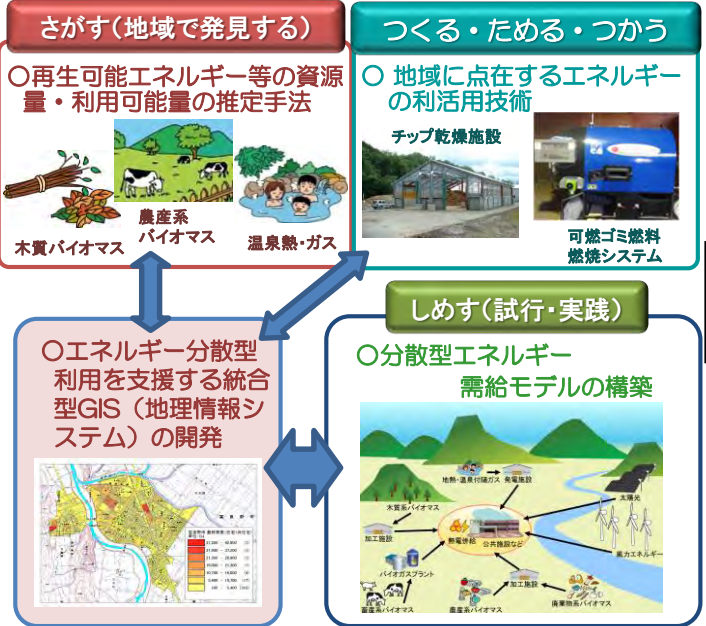 さがす（地域で発見する）
〇再生可能エネルギー等の資源
量・利用可能量の推定手法
木質バイオマス
農産系
バイオマス
温泉熱・ガス
つくる・ためる・つかう
〇 地域に点在するエネルギー
の利活用技術
チップ乾燥施設
可燃ゴミ燃料
燃焼システム
〇エネルギー分散型
利用を支援する統合
型GIS（地理情報シ
ステム）の開発
しめす（試行・実践）
〇分散型エネルギー
需給モデルの構築
地熱・温泉付随ガス
発電施設
太陽光
木質系バイオマス
加工施設
熱電併給
公共施設など
風力エネルギー
バイオガスプラント
加工施設
畜産系バイオマス
農産系バイオマス
廃棄物系バイオマス